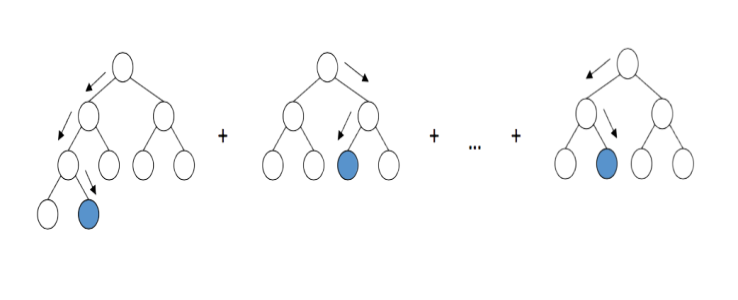 + + ... +